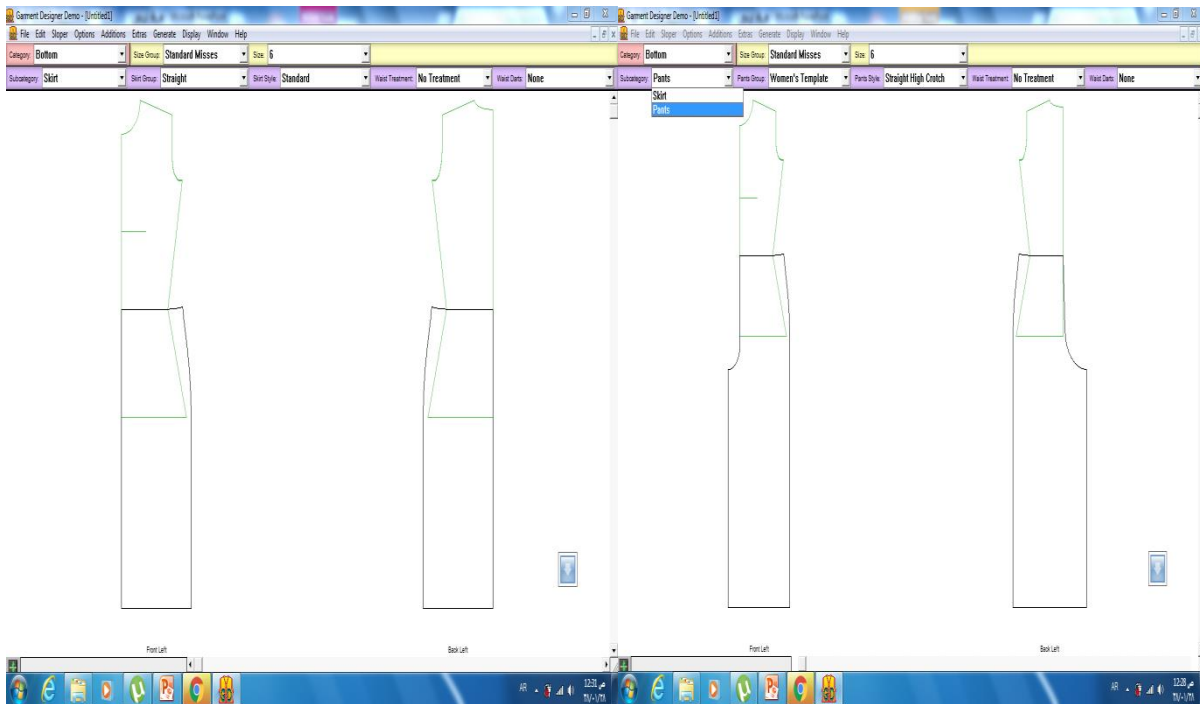 Garment Designer Demo - [Untitled1]
File Edit Sloper Options Additions Extras Generate Display Window Help
Category: Bottom Size Group: Standard Misses Size: 6
Subcategory: Skirt Skirt Group: Straight Skirt Style: Standard Waist Treatment: No Treatment Waist Darts: None
Front Left Back Left
AR 12:31 ص
Garment Designer Demo - [Untitled1]
File Edit Sloper Options Additions Extras Generate Display Window Help
Category: Bottom Size Group: Standard Misses Size: 6
Subcategory: Pants Pants Group: Women's Template Pants Style: Straight High Crotch Waist Treatment: No Treatment Waist Darts: None
Skirt
Pants
Front Left Back Left
AR 12:28 ص